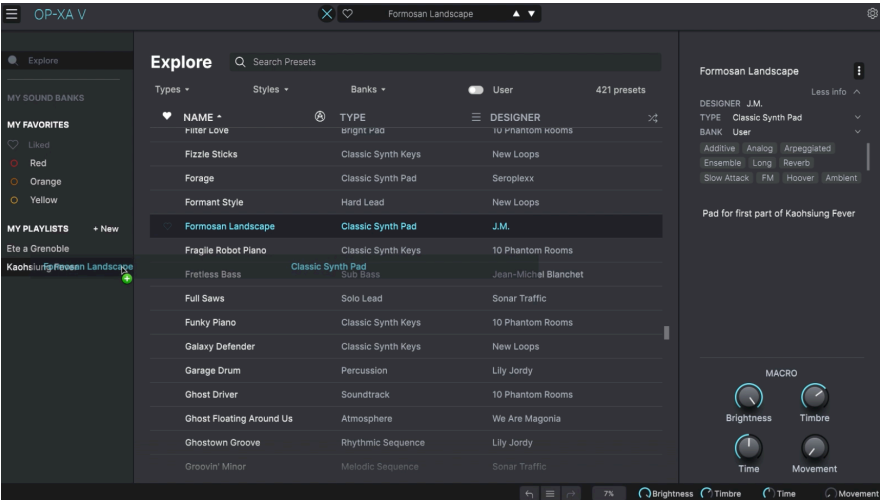 OP-XA V
Formosan Landscape
Explore
MY SOUND BANKS
MY FAVORITES
Liked
Red
Orange
Yellow
MY PLAYLISTS + New
Ete a Grenoble
Kaohsiung Fever
Formosan Landscape Classic Synth Pad
Explore Search Presets
Types Styles Banks User 421 presets
NAME TYPE DESIGNER
Filter Love Bright Pad 10 Phantom Rooms
Fizzle Sticks Classic Synth Keys New Loops
Forage Classic Synth Pad Seroplexx
Formant Style Hard Lead New Loops
Formosan Landscape Classic Synth Pad J.M.
Fragile Robot Piano Classic Synth Keys 10 Phantom Rooms
Fretless Bass Sub Bass Jean-Michel Blanchet
Full Saws Solo Lead Sonar Traffic
Funky Piano Classic Synth Keys 10 Phantom Rooms
Galaxy Defender Classic Synth Keys New Loops
Garage Drum Percussion Lily Jordy
Ghost Driver Soundtrack 10 Phantom Rooms
Ghost Floating Around Us Atmosphere We Are Magonia
Ghostown Groove Rhythmic Sequence Lily Jordy
Groovin' Minor Melodic Sequence Sonar Traffic
Formosan Landscape
Less info
DESIGNER J.M.
TYPE Classic Synth Pad
BANK User
Additive Analog Arpeggiated
Ensemble Long Reverb
Slow Attack FM Hoover Ambient
Pad for first part of Kaohsiung Fever
MACRO
Brightness Timbre
Time Movement
7% Brightness Timbre Time Movement